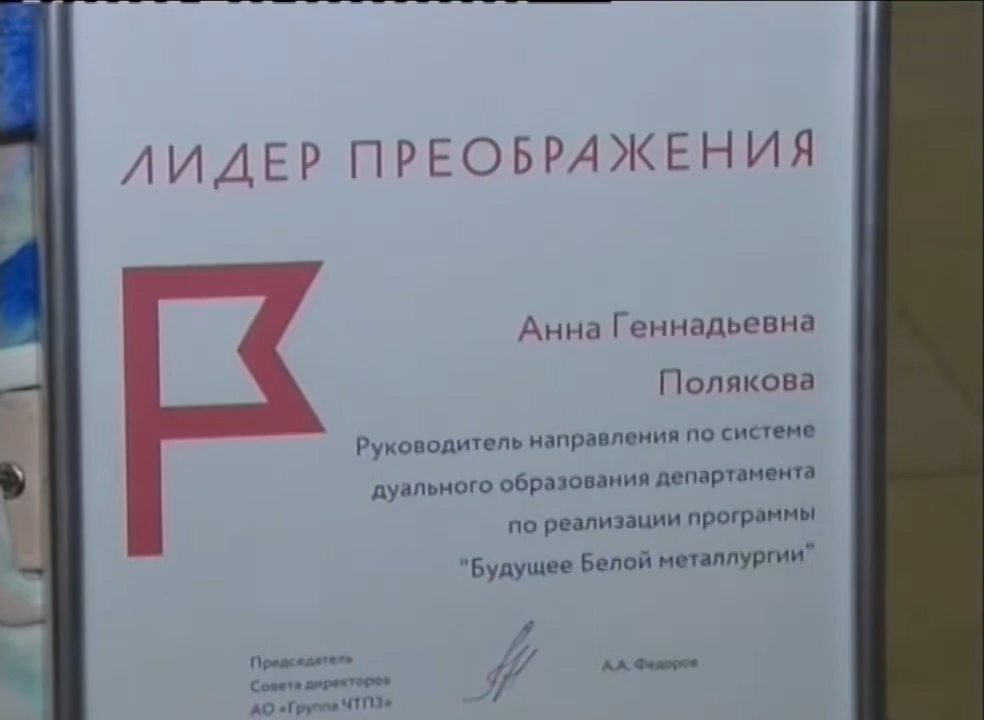 ЛИДЕР ПРЕОБРАЖЕНИЯ
Анна Геннадьевна
Полякова
Руководитель направления по системе
дуального образования департамента
по реализации программы
"Будущее Белой металлургии"
Председатель
Совета директоров
АО «Группа ЧТПЗ»
А.А. Федоров